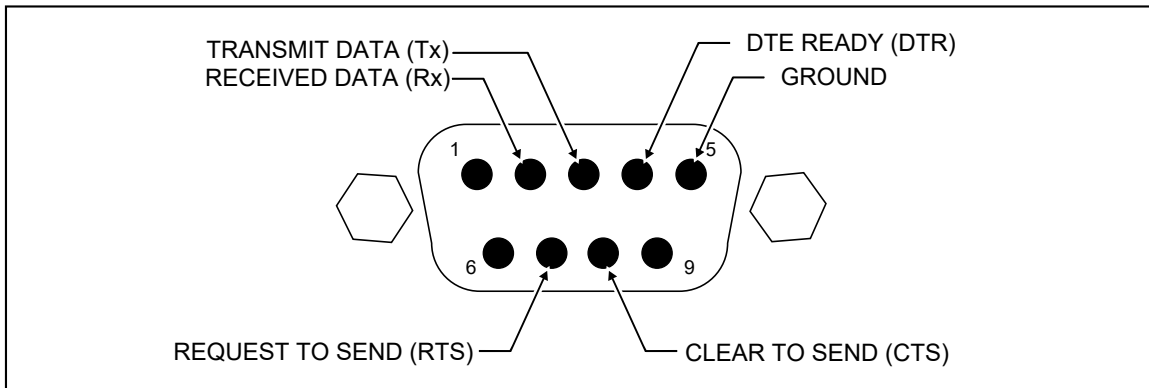 TRANSMIT DATA (Tx)
DTE READY (DTR)
RECEIVED DATA (Rx)
GROUND
1
5
6
9
REQUEST TO SEND (RTS)
CLEAR TO SEND (CTS)